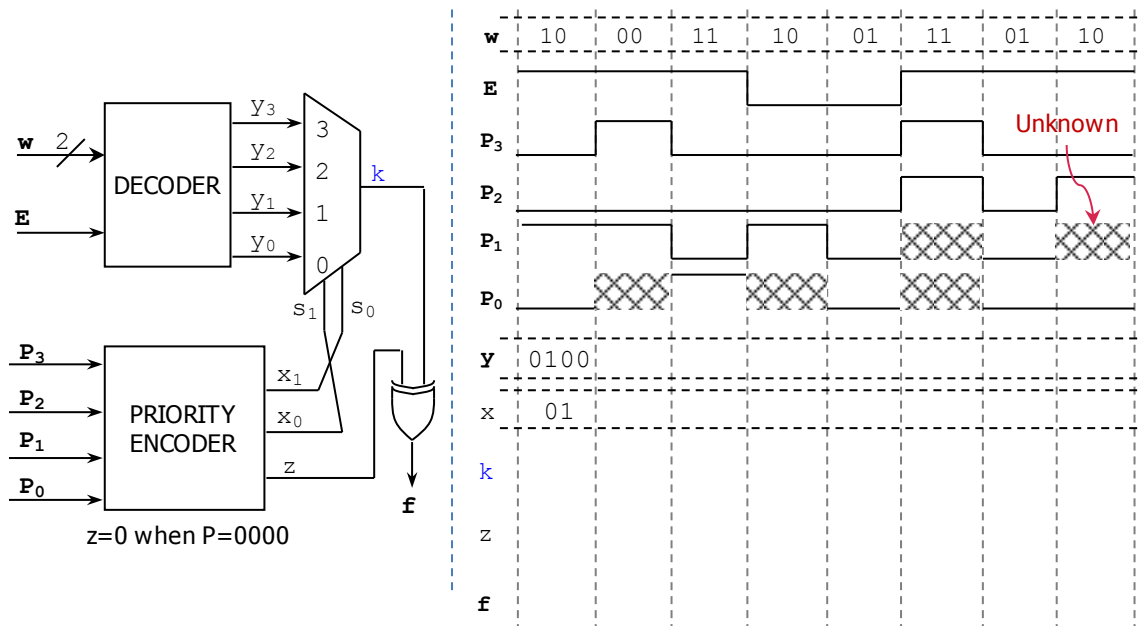 w 2
E
DECODER
y3
y2
y1
y0
3
2
1
0
k
s1 s0
P3
P2
P1
P0
PRIORITY
ENCODER
x1
x0
z
f
z=0 when P=0000
w 10 00 11 10 01 11 01 10
E
P3
Unknown
P2
P1
P0
y 0100
x 01
k
z
f